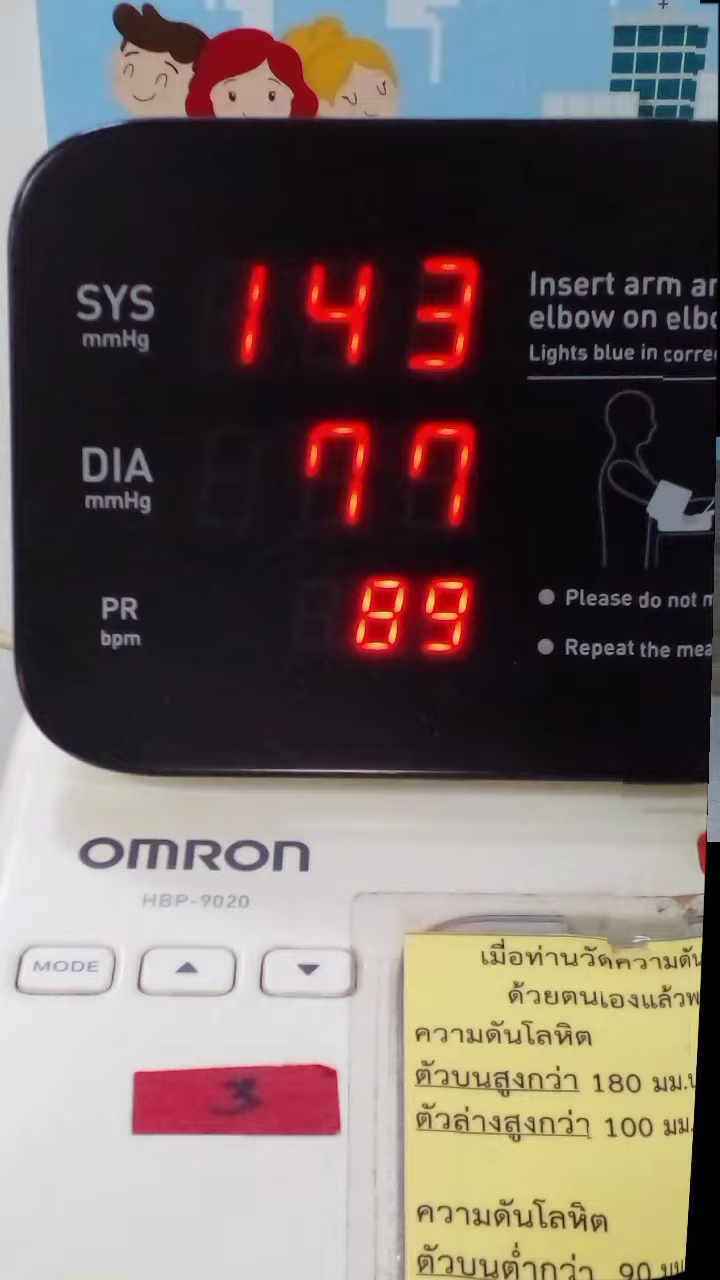 SYS
mmHg
143
DIA
mmHg
77
PR
bpm
89
Insert arm
elbow on
Lights blue in
Please do not
Repeat the
OMRON
HBP-9020
MODE
3
เมื่อท่านวัดความดัน
ด้วยตนเองแล้ว
ความดันโลหิต
ตัวบนสูงกว่า 180 มม.
ตัวล่างสูงกว่า 100 มม.
ความดันโลหิต
ตัวบนต่ำกว่า 90